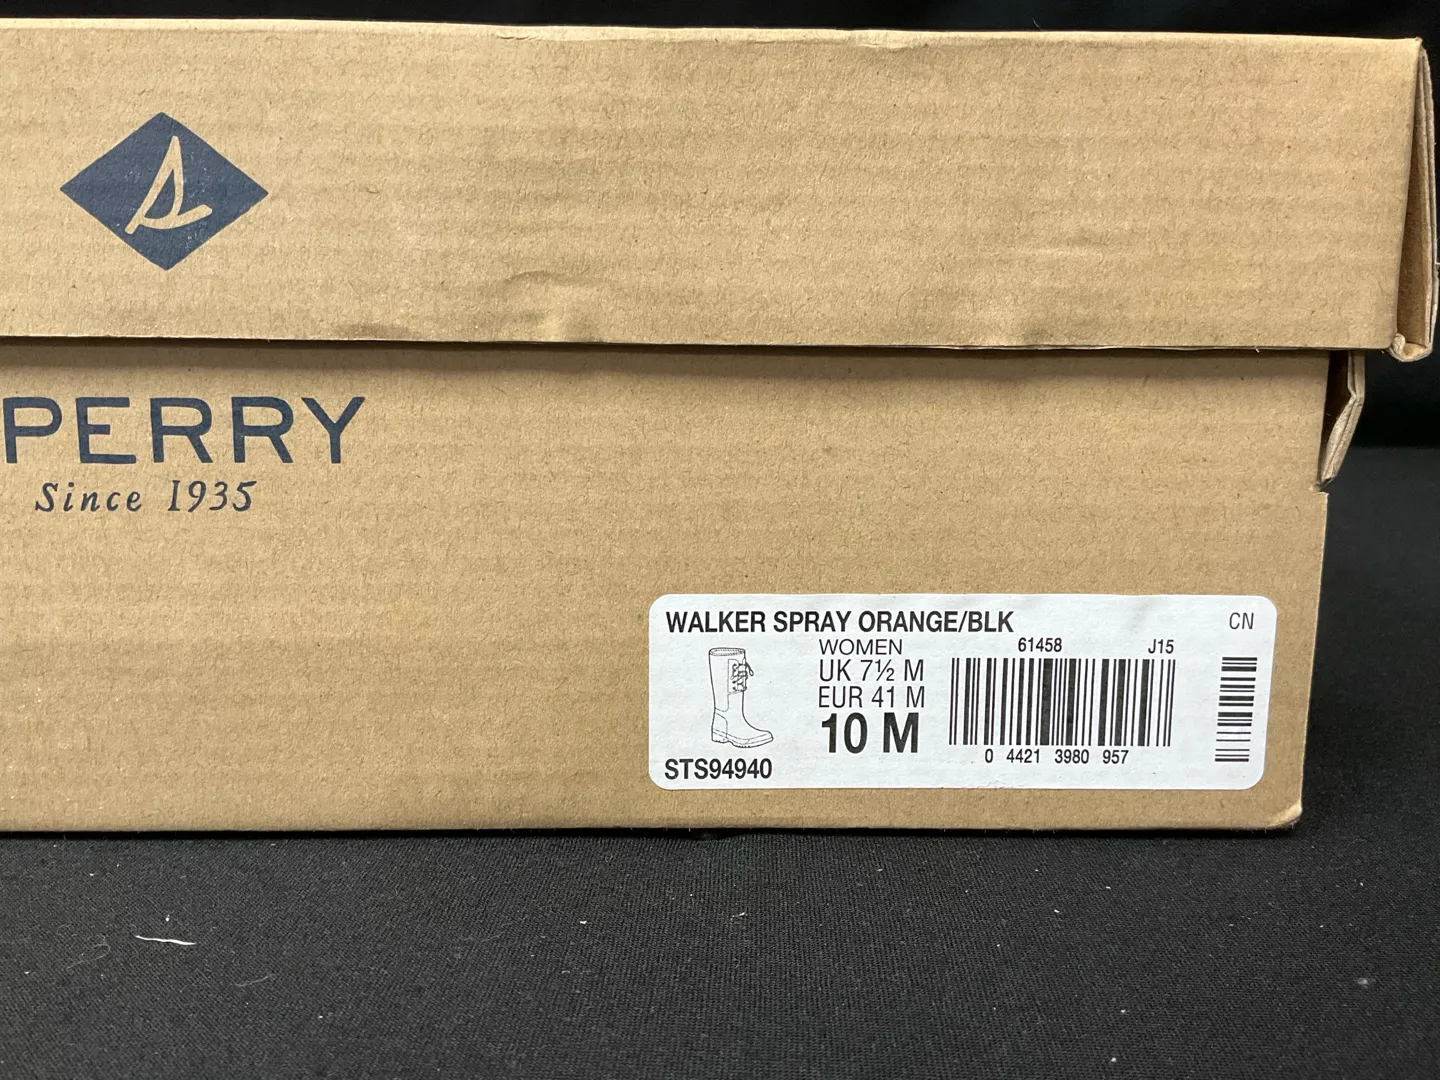 PERRY
Since 1935
WALKER SPRAY ORANGE/BLK
CN
WOMEN
61458
J15
UK 7½ M
EUR 41 M
10 M
0 4421 3980 957
STS94940